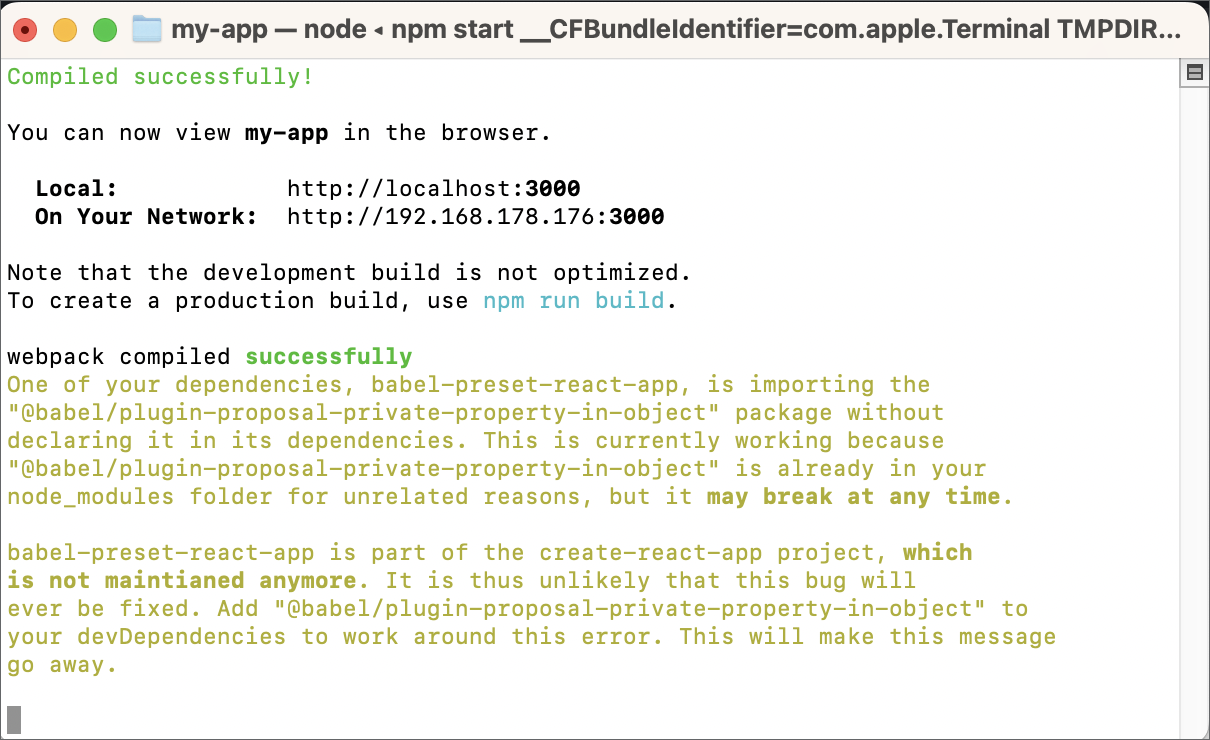 my-app — node ◂ npm start __CFBundleIdentifier=com.apple.Terminal TMPDIR...
Compiled successfully!
You can now view my-app in the browser.
Local: http://localhost:3000
On Your Network: http://192.168.178.176:3000
Note that the development build is not optimized.
To create a production build, use npm run build.
webpack compiled successfully
One of your dependencies, babel-preset-react-app, is importing the
"@babel/plugin-proposal-private-property-in-object" package without
declaring it in its dependencies. This is currently working because
"@babel/plugin-proposal-private-property-in-object" is already in your
node_modules folder for unrelated reasons, but it may break at any time.
babel-preset-react-app is part of the create-react-app project, which
is not maintianed anymore. It is thus unlikely that this bug will
ever be fixed. Add "@babel/plugin-proposal-private-property-in-object" to
your devDependencies to work around this error. This will make this message
go away.